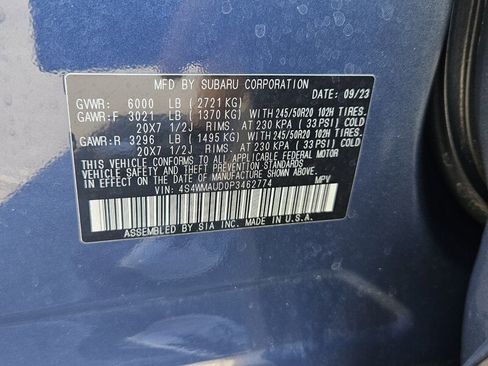 MFD BY SUBARU CORPORATION
GVWR: 6000 LB (2721 KG) DATE: 09/23
GAWR:F 3021 LB (1370 KG) WITH 245/50R20 102H TIRES.
20X7 1/2J RIMS. AT 230 KPA (33 PSI) COLD.
GAWR:R 3296 LB (1495 KG) WITH 245/50R20 102H TIRES.
20X7 1/2J RIMS. AT 230 KPA (33 PSI) COLD.
THIS VEHICLE CONFORMS TO ALL APPLICABLE FEDERAL MOTOR
VEHICLE SAFETY AND THEFT PREVENTION STANDARDS IN
EFFECT ON THE DATE OF MANUFACTURE SHOWN ABOVE.
VIN: 4S4WMAUD0P3462774 MPV
ASSEMBLED BY SIA INC. MADE IN U.S.A.